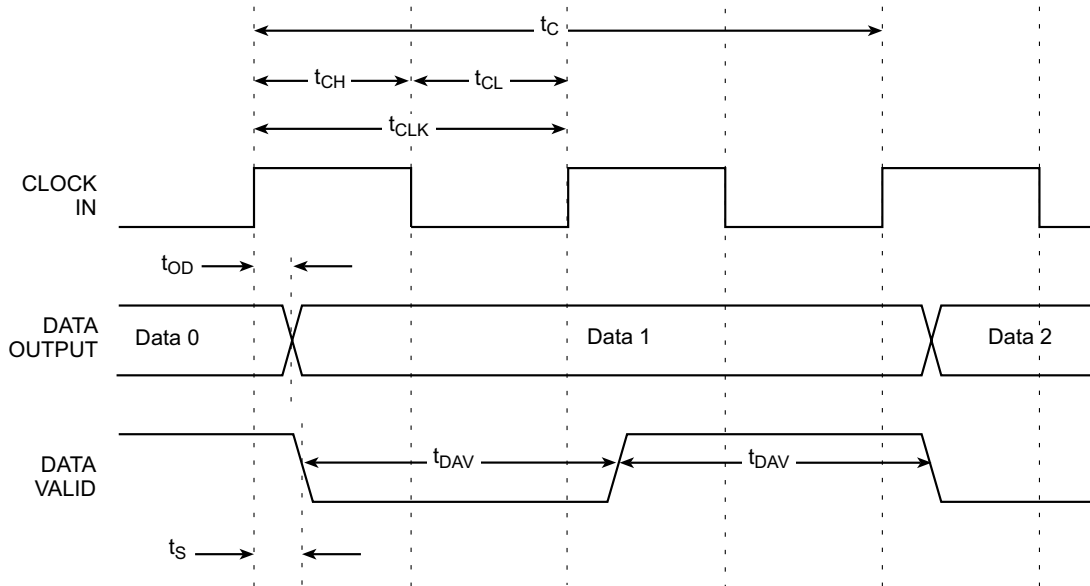 tC
tCH
tCL
tCLK
CLOCK
IN
tOD
DATA
OUTPUT
Data 0
Data 1
Data 2
DATA
VALID
tDAV
tDAV
tS